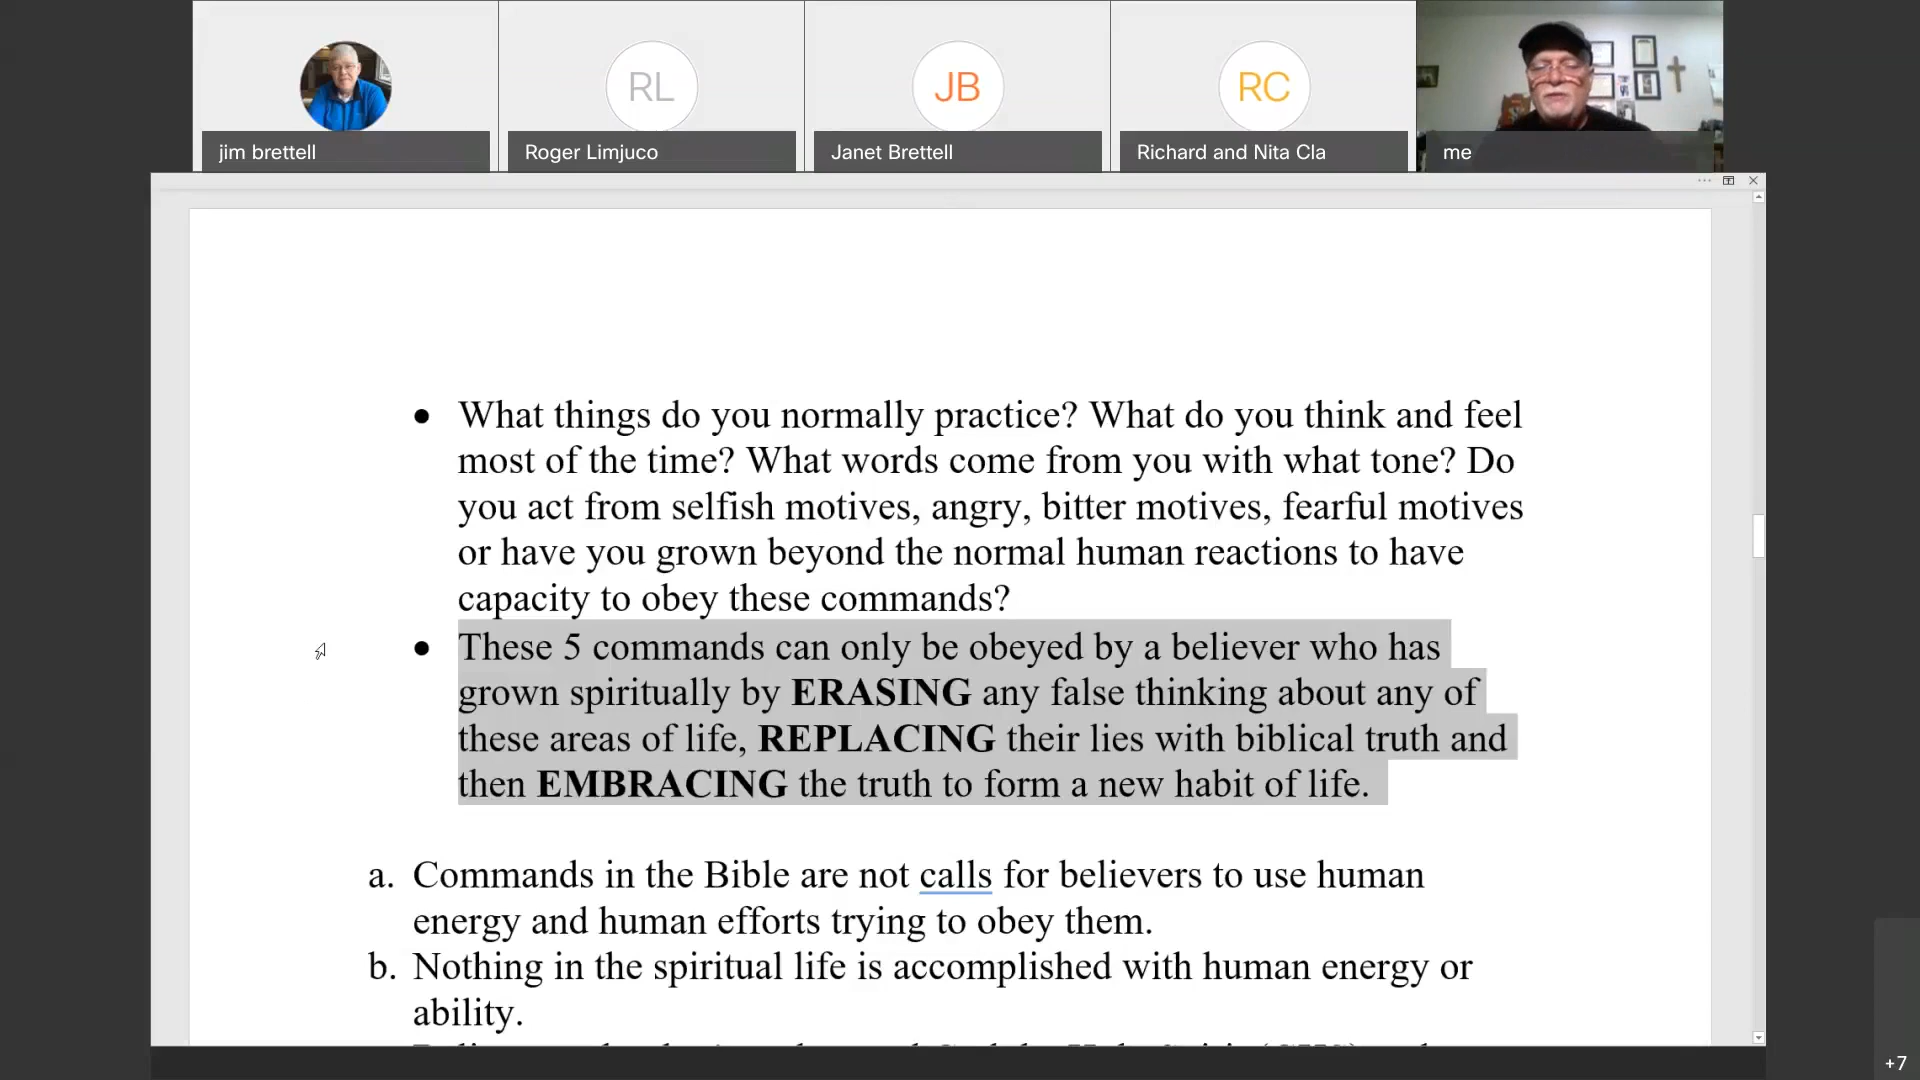 RL
JB
RC
jim brettell
Roger Limjuco
Janet Brettell
Richard and Nita Cla
me
• What things do you normally practice? What do you think and feel
most of the time? What words come from you with what tone? Do
you act from selfish motives, angry, bitter motives, fearful motives
or have you grown beyond the normal human reactions to have
capacity to obey these commands?
• These 5 commands can only be obeyed by a believer who has
grown spiritually by ERASING any false thinking about any of
these areas of life, REPLACING their lies with biblical truth and
then EMBRACING the truth to form a new habit of life.
a. Commands in the Bible are not calls for believers to use human
energy and human efforts trying to obey them.
b. Nothing in the spiritual life is accomplished with human energy or
ability.
+7